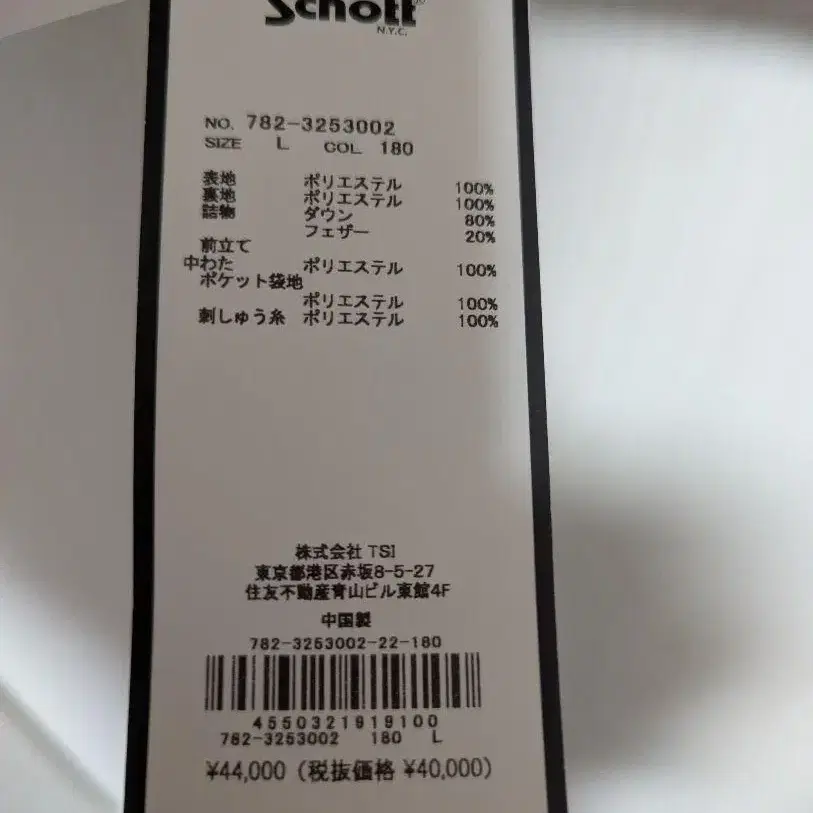 Schott®
N.Y.C.
NO. 782-3253002
SIZE L COL 180
表地 ポリエステル 100%
裏地 ポリエステル 100%
詰物 ダウン 80%
フェザー 20%
前立て
中わた ポリエステル 100%
ポケット袋地
ポリエステル 100%
刺しゅう糸 ポリエステル 100%
株式会社 TSI
東京都港区赤坂8-5-27
住友不動産青山ビル東館4F
中国製
782-3253002-22-180
4550321919100
782-3253002 180 L
¥44,000 (税抜価格 ¥40,000)